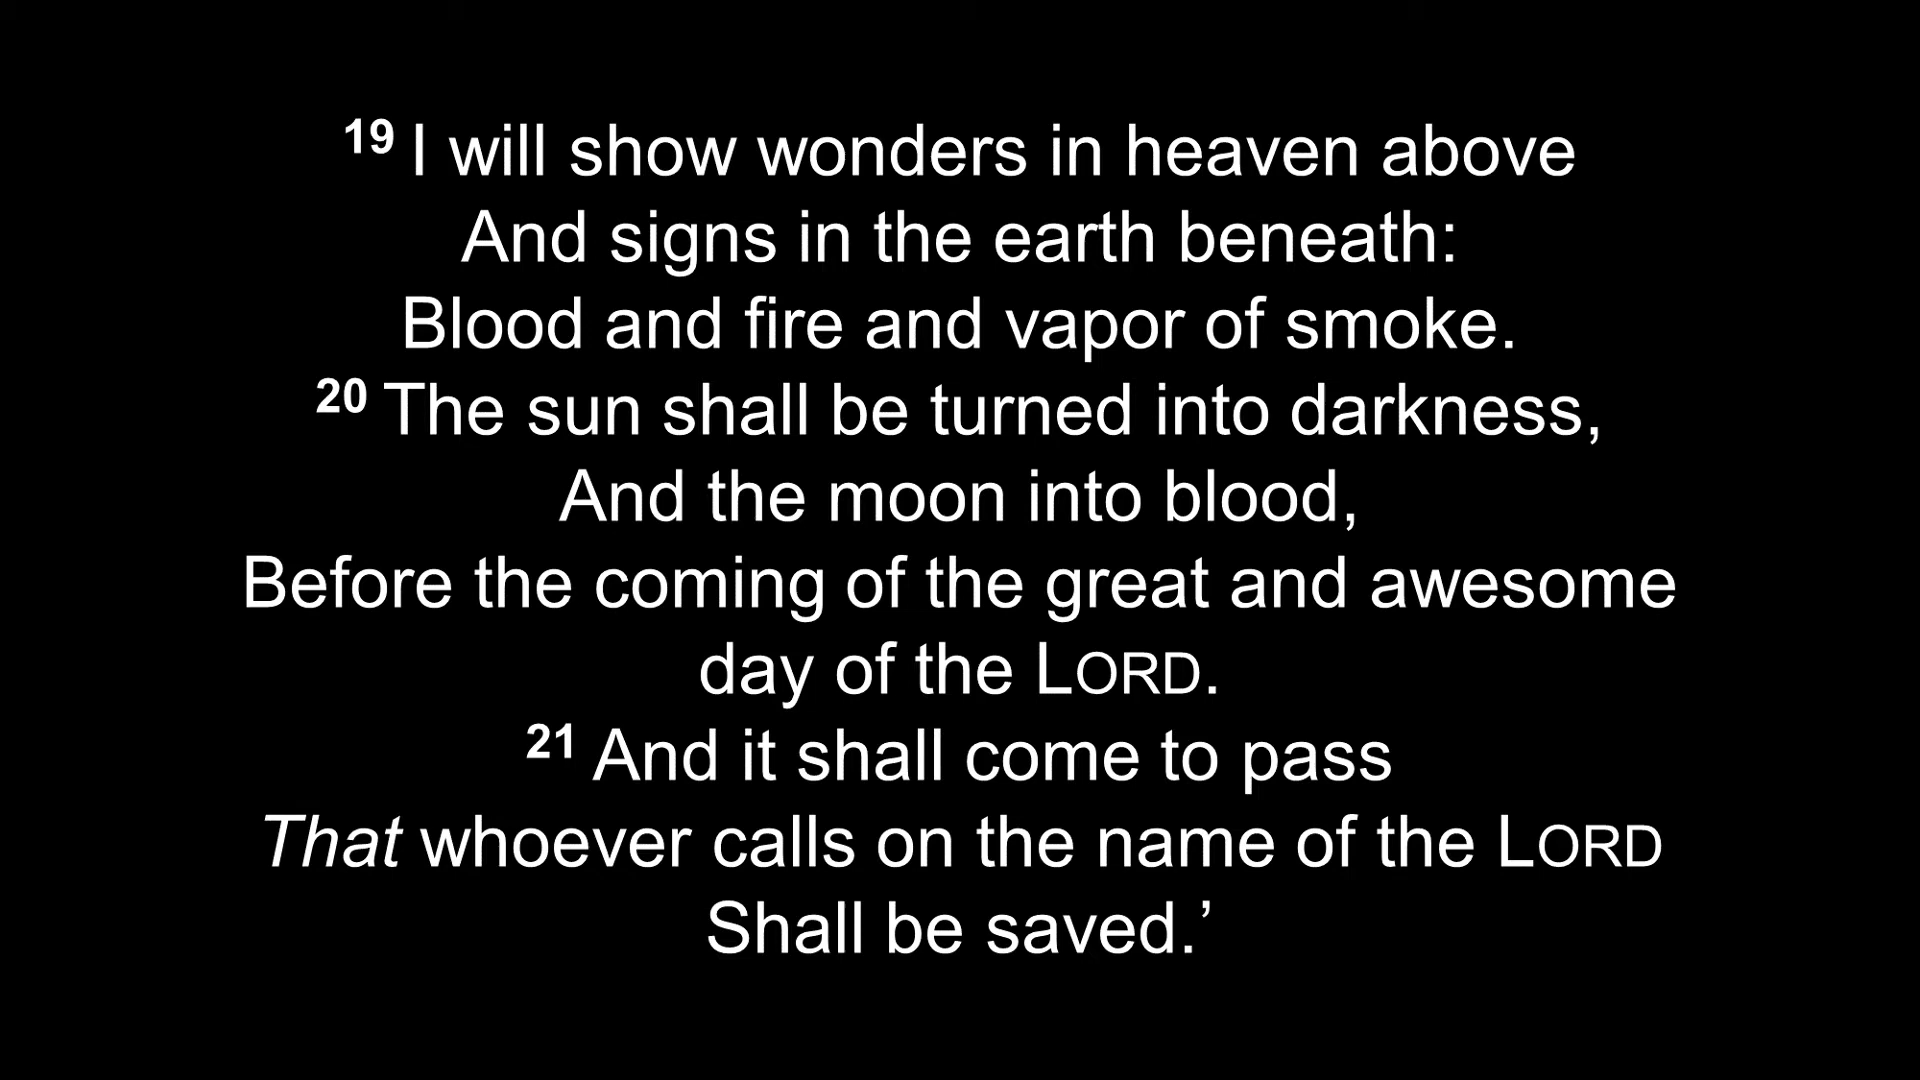 19 I will show wonders in heaven above
And signs in the earth beneath:
Blood and fire and vapor of smoke.
20 The sun shall be turned into darkness,
And the moon into blood,
Before the coming of the great and awesome
day of the LORD.
21 And it shall come to pass
That whoever calls on the name of the LORD
Shall be saved.’